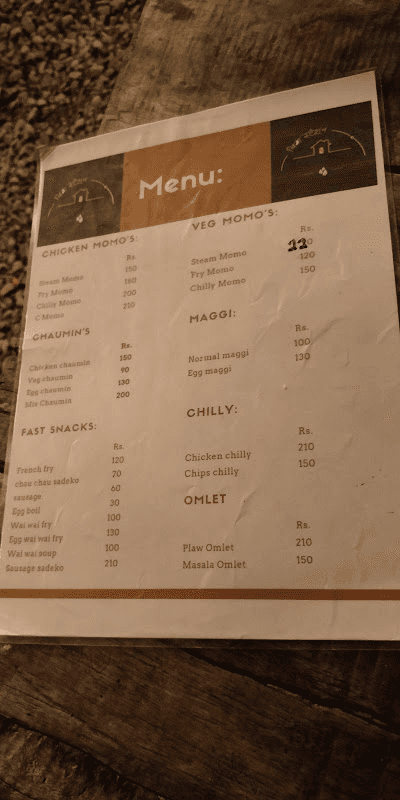 Menu:
CHICKEN MOMO'S:
Rs.
Steam Momo 150
Fry Momo 180
Chilly Momo 200
C Momo 210
CHAUMIN'S
Rs.
Chicken chaumin 150
Veg chaumin 90
Egg chaumin 130
Mix Chaumin 200
FAST SNACKS:
Rs.
French fry 120
chou chau sadeko 70
sausage 60
Egg boil 30
Wai wai fry 100
Egg wai wai fry 130
Wai wai soup 100
Sausage sadeko 210
VEG MOMO'S:
Rs.
Steam Momo
Fry Momo 120
Chilly Momo 150
MAGGI:
Rs.
Normal maggi 100
Egg maggi 130
CHILLY:
Rs.
Chicken chilly 210
Chips chilly 150
OMLET
Rs.
Plaw Omlet 210
Masala Omlet 150